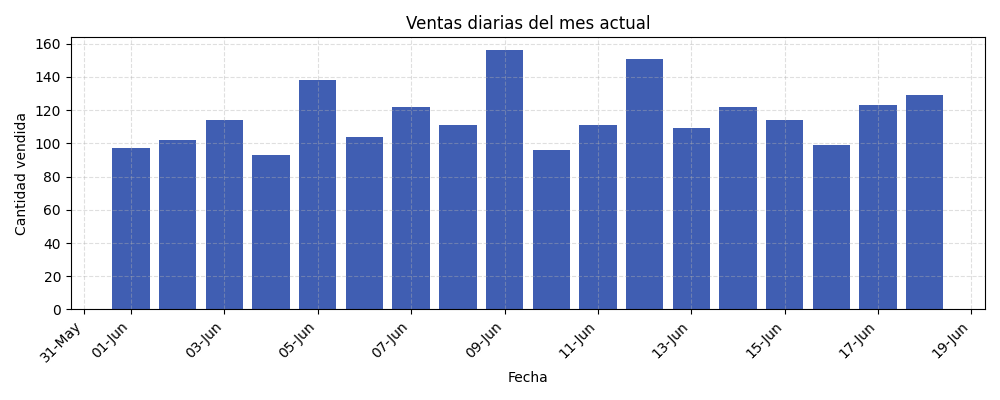 Ventas diarias del mes actual
Cantidad vendida
160
140
120
100
80
60
40
20
0
31-May
01-Jun
03-Jun
05-Jun
07-Jun
09-Jun
11-Jun
13-Jun
15-Jun
17-Jun
19-Jun
Fecha